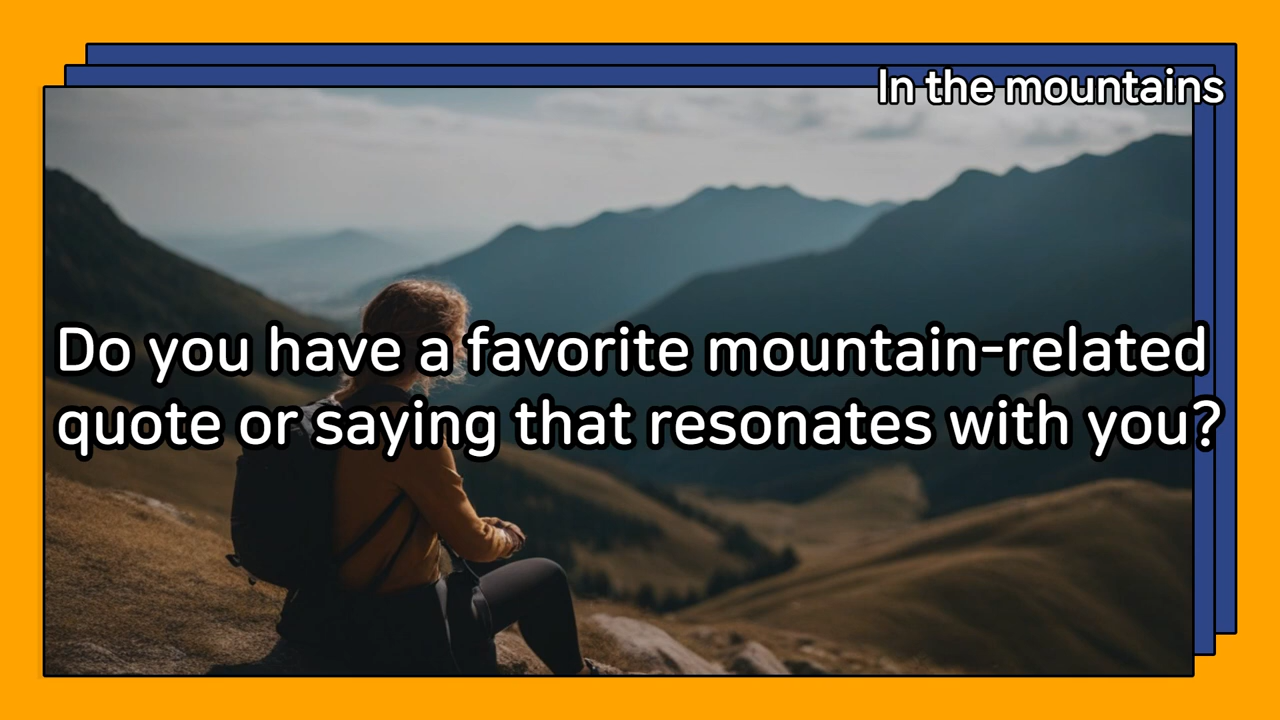 In the mountains
Do you have a favorite mountain-related
quote or saying that resonates with you?